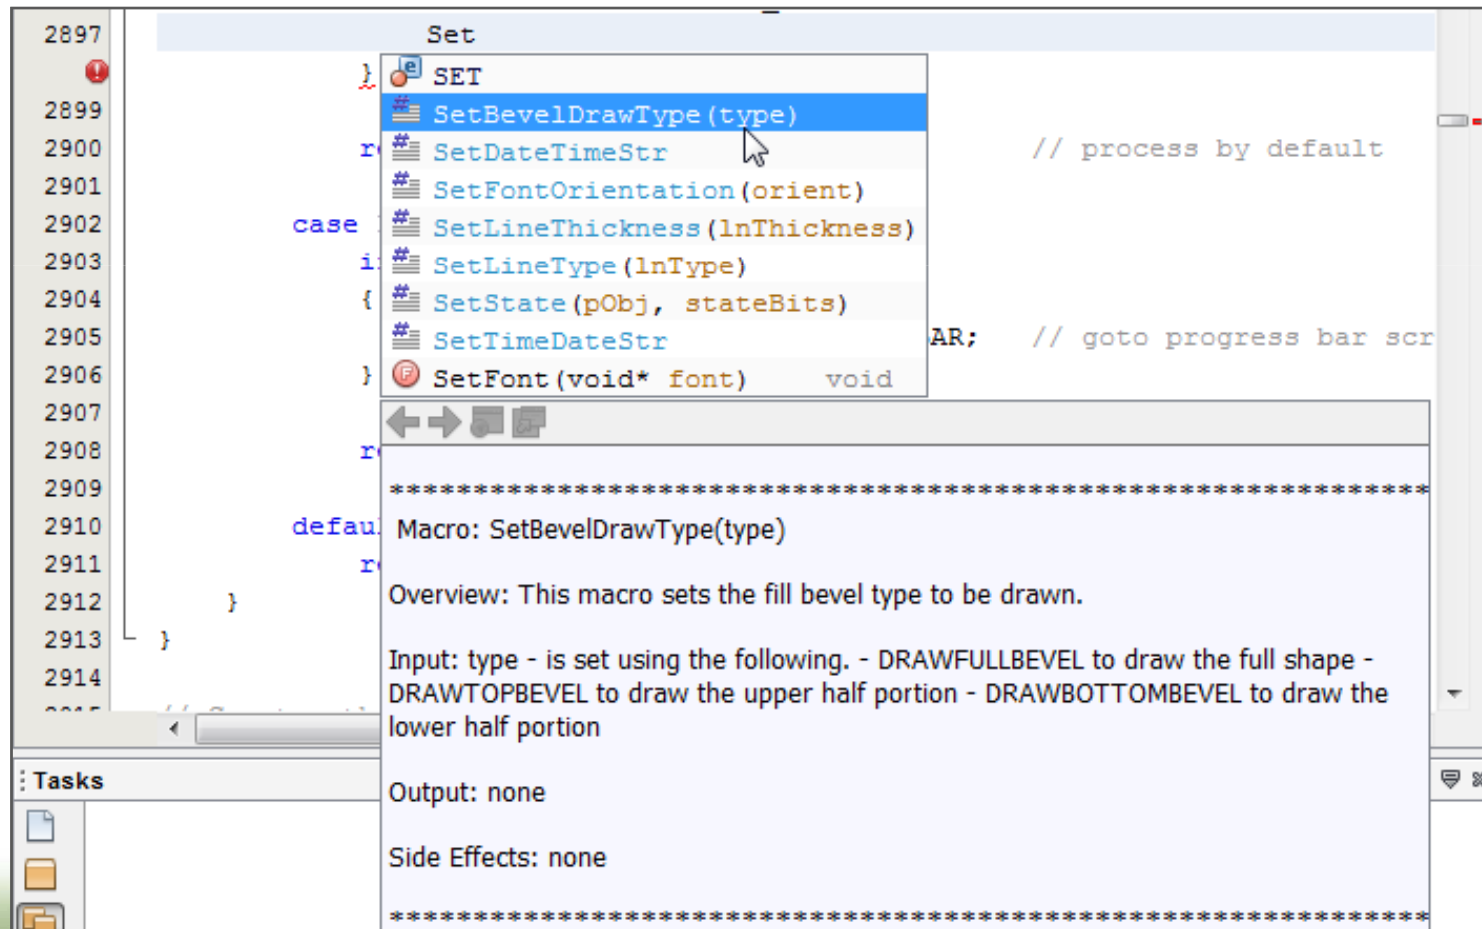 2897 Set
} SET
2899 SetBevelDrawType(type)
2900 SetDateTimeStr // process by default
2901 SetFontOrientation(orient)
2902 case SetLineThickness(lnThickness)
2903 SetLineType(lnType)
2904 { SetState(pObj, stateBits)
2905 SetTimeDateStr AR; // goto progress bar scr
2906 } SetFont(void* font) void
2907
2908
2909 ****************************************************************
2910 defau Macro: SetBevelDrawType(type)
2911
2912 } Overview: This macro sets the fill bevel type to be drawn.
2913 }
Input: type - is set using the following. - DRAWFULLBEVEL to draw the full shape -
2914 DRAWTOPBEVEL to draw the upper half portion - DRAWBOTTOMBEVEL to draw the
lower half portion
Tasks
Output: none
Side Effects: none
****************************************************************